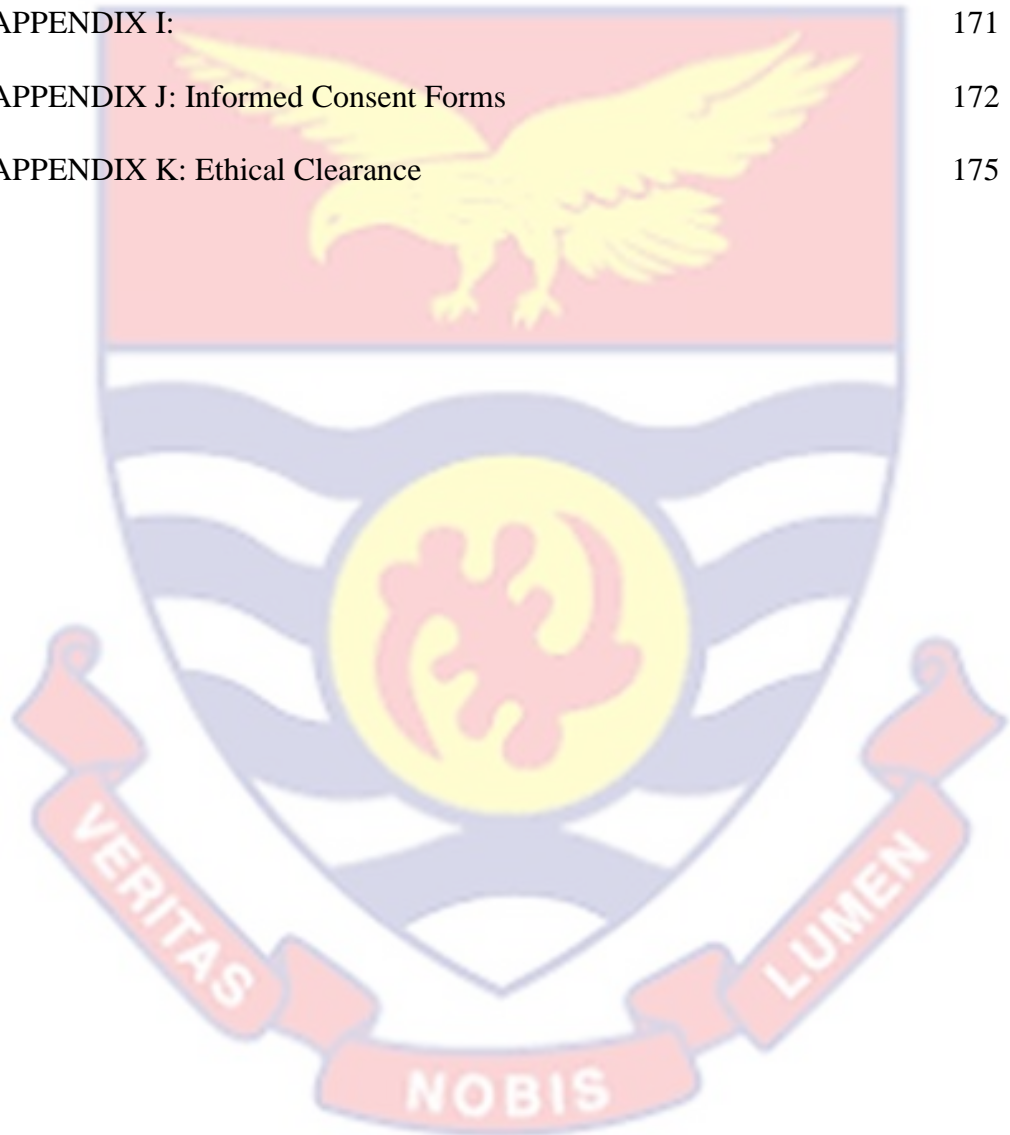 APPENDIX I: 171
APPENDIX J: Informed Consent Forms 172
APPENDIX K: Ethical Clearance 175
VERITAS
NOBIS
LUMEN